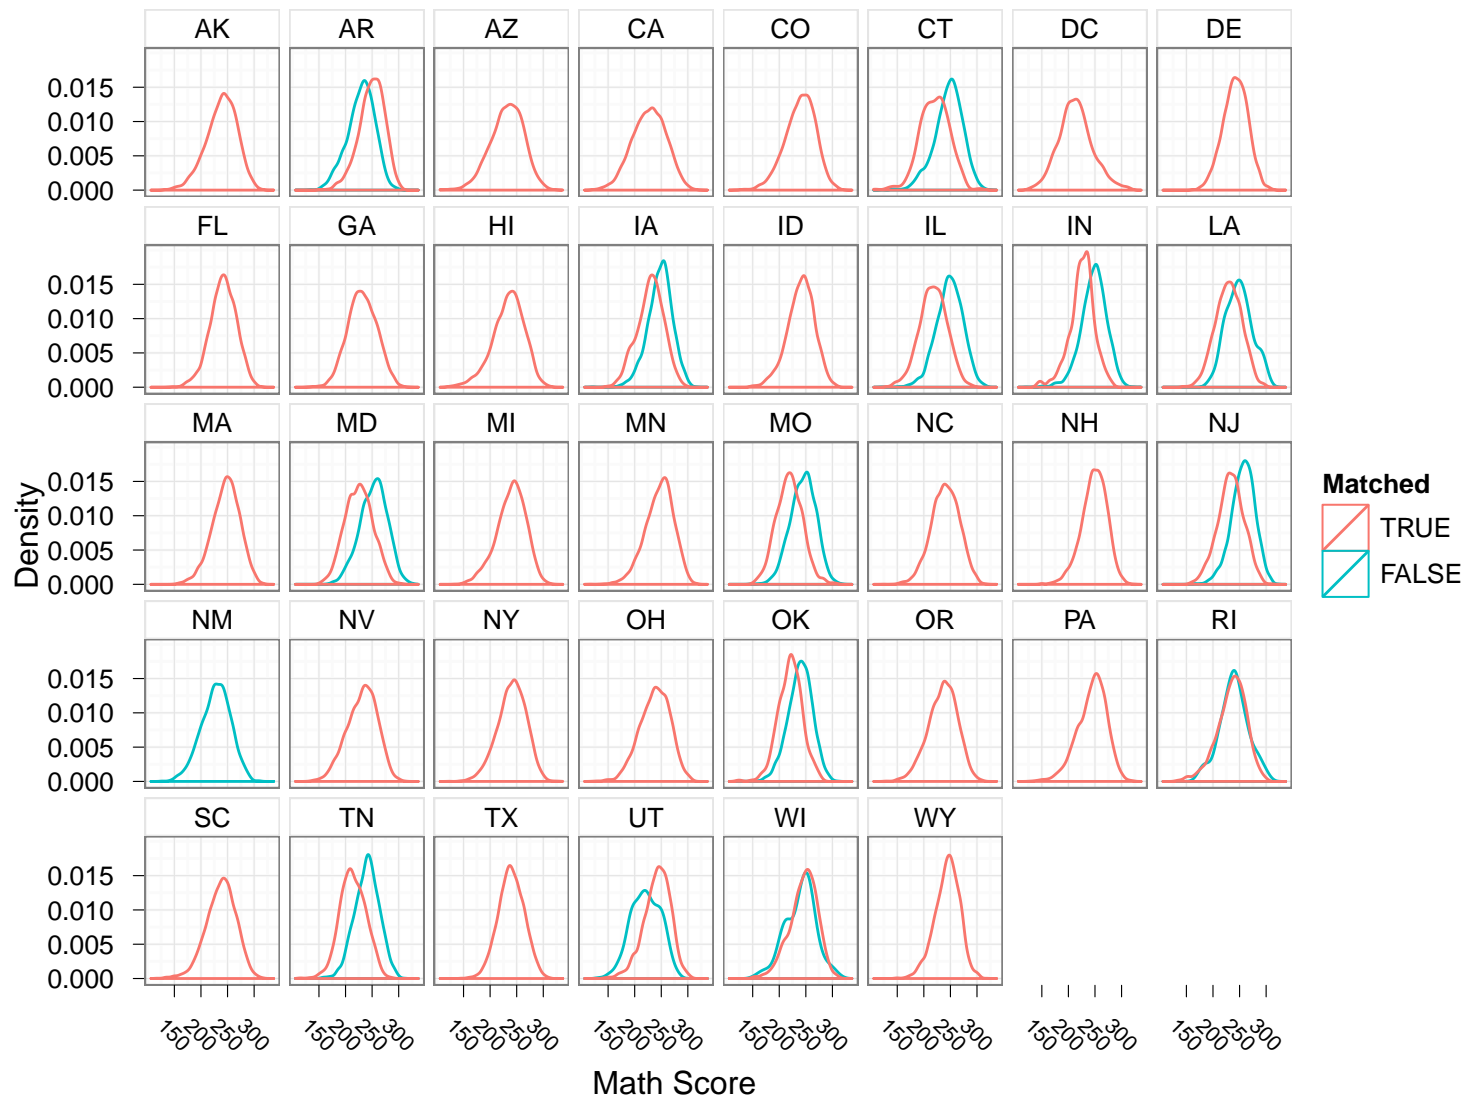 AK AR AZ CA CO CT DC DE
0.015
0.010
0.005
0.000
FL GA HI IA ID IL IN LA
0.015
0.010
0.005
0.000
MA MD MI MN MO NC NH NJ
0.015
0.010
0.005
0.000
NM NV NY OH OK OR PA RI
0.015
0.010
0.005
0.000
SC TN TX UT WI WY
0.015
0.010
0.005
0.000
150 200 250 300 150 200 250 300 150 200 250 300 150 200 250 300 150 200 250 300 150 200 250 300 150 200 250 300 150 200 250 300
Math Score
Density
Matched
TRUE
FALSE